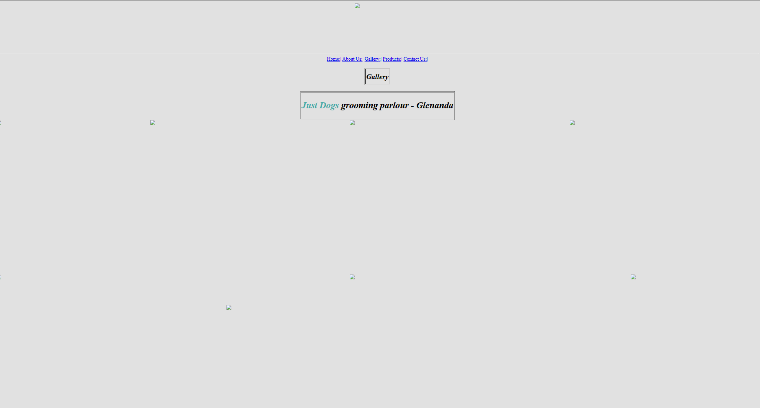 Home| About Us| Gallery| Products| Contact Us|
Gallery
Just Dogs grooming parlour - Glenanda